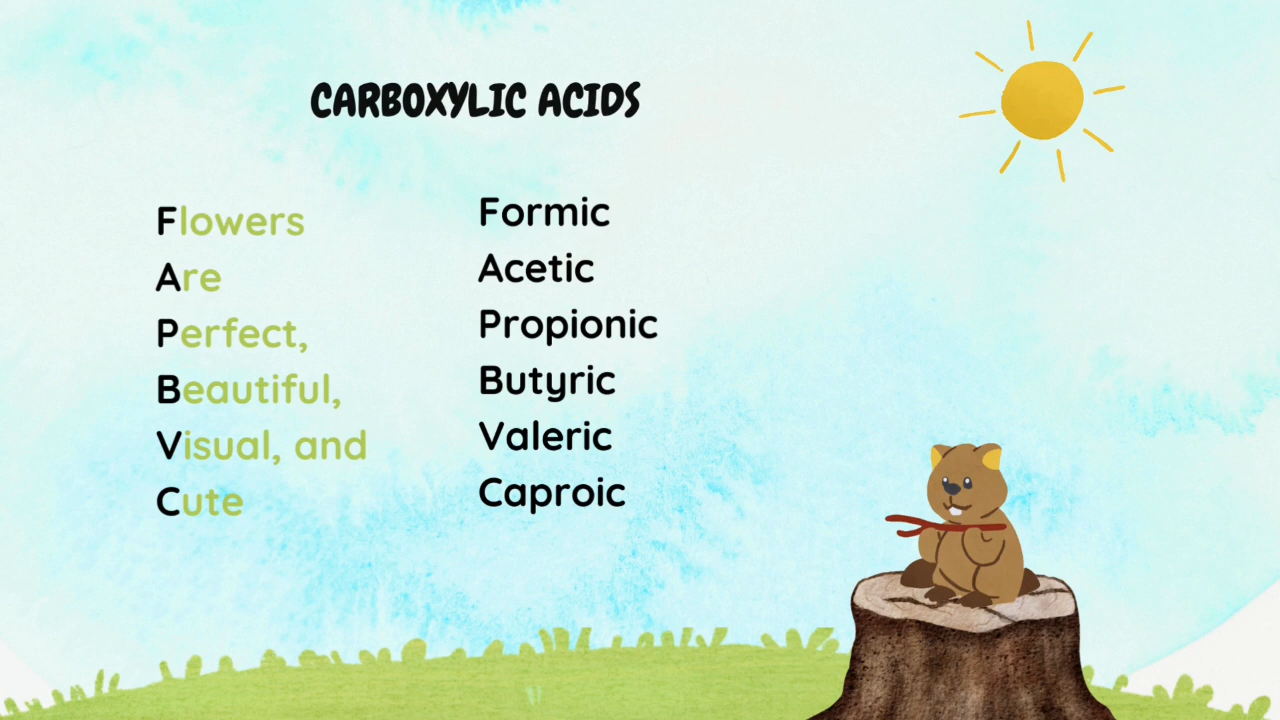 CARBOXYLIC ACIDS
Flowers
Are
Perfect,
Beautiful,
Visual, and
Cute
Formic
Acetic
Propionic
Butyric
Valeric
Caproic